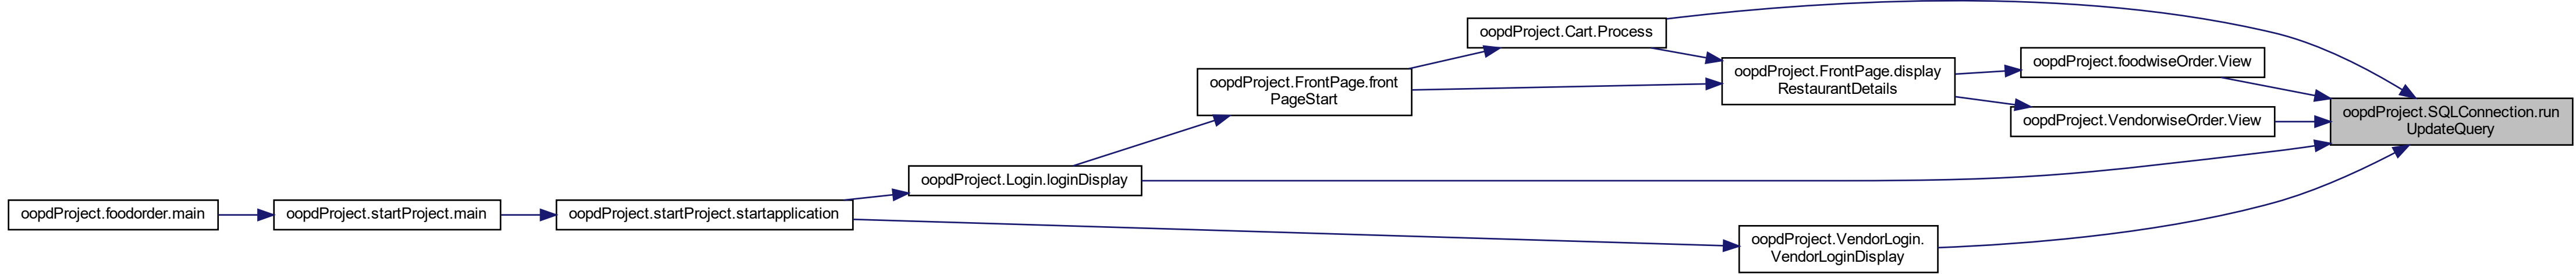 oopdProject.Cart.Process
oopdProject.foodwiseOrder.View
oopdProject.FrontPage.display
RestaurantDetails
oopdProject.FrontPage.front
PageStart
oopdProject.SQLConnection.run
UpdateQuery
oopdProject.VendorwiseOrder.View
oopdProject.Login.loginDisplay
oopdProject.foodorder.main
oopdProject.startProject.main
oopdProject.startProject.startapplication
oopdProject.VendorLogin.
VendorLoginDisplay